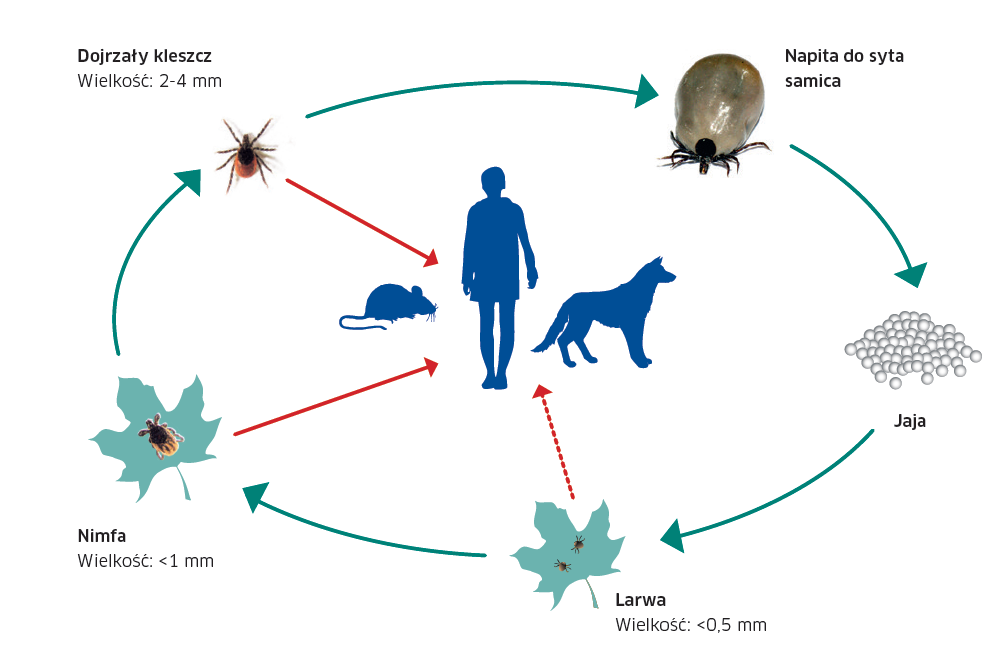 Dojrzały kleszcz
Wielkość: 2-4 mm
Napita do syta
samica
Jaja
Nimfa
Wielkość: <1 mm
Larwa
Wielkość: <0,5 mm